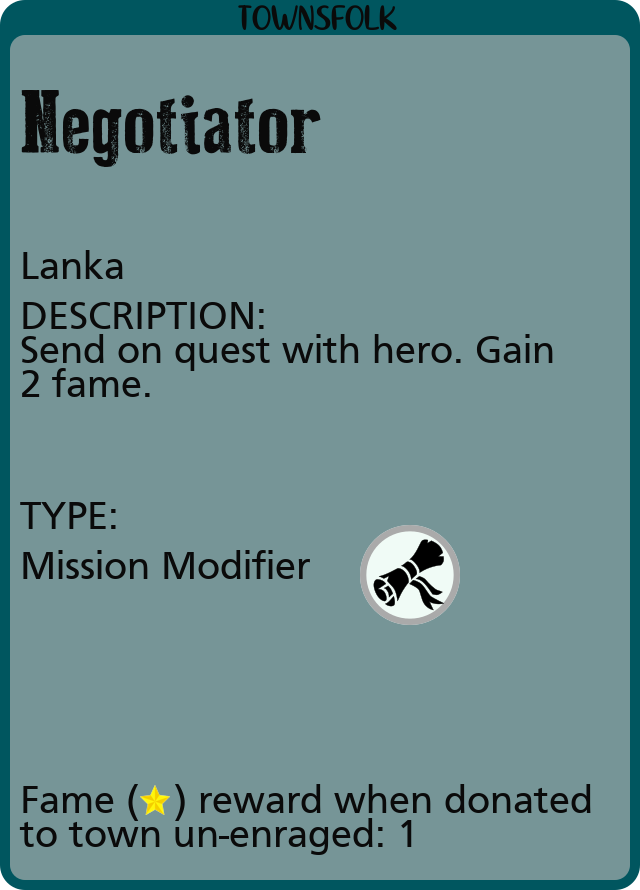 TOWNSFOLK
Negotiator
Lanka
DESCRIPTION:
Send on quest with hero. Gain
2 fame.
TYPE:
Mission Modifier
Fame (⭐) reward when donated
to town un-enraged: 1